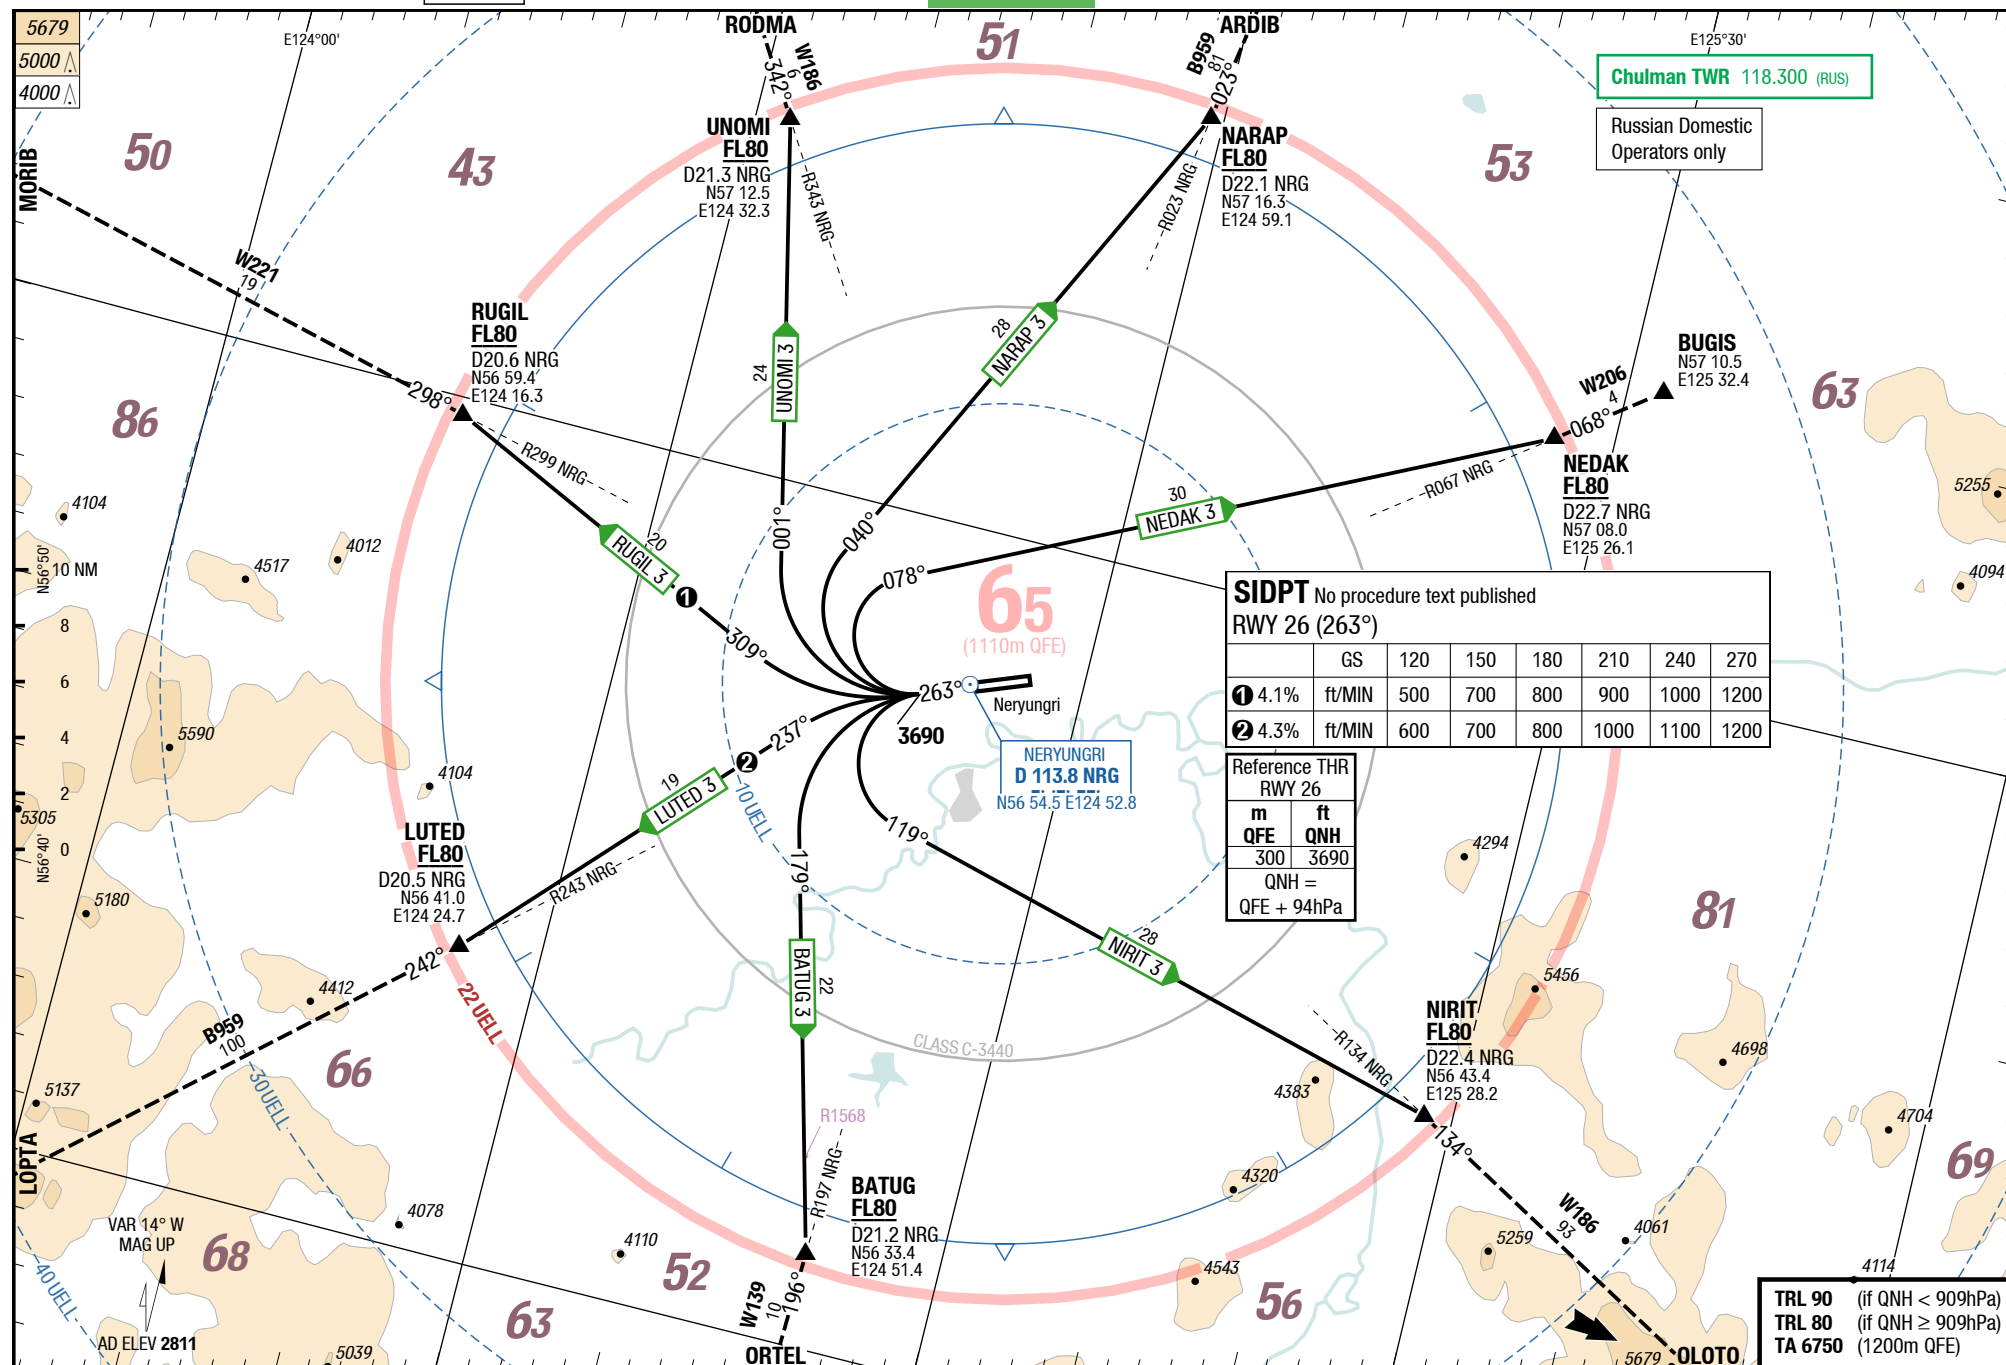 5679
5000
4000
E124°00'
RODMA
ARDIB
51
E125°30'
Chulman TWR 118.300 (RUS)
Russian Domestic
Operators only
50
43
53
MORIB
W186
6
342°
B959
81
023°
UNOMI
FL80
D21.3 NRG
N57 12.5
E124 32.3
R343 NRG
NARAP
FL80
D22.1 NRG
N57 16.3
E124 59.1
R023 NRG
W221
19
RUGIL
FL80
D20.6 NRG
N56 59.4
E124 16.3
298°
R299 NRG
24
UNOMI 3
28
NARAP 3
BUGIS
N57 10.5
E125 32.4
W206
4
068°
63
86
R067 NRG
NEDAK
FL80
D22.7 NRG
N57 08.0
E125 26.1
30
NEDAK 3
5255
4104
4012
4517
N56°50'
10 NM
8
6
4
2
0
N56°40'
20
RUGIL 3
1
309°
001°
040°
078°
65
(1110m QFE)
4094
SIDPT No procedure text published
RWY 26 (263°)
GS 120 150 180 210 240 270
1 4.1% ft/MIN 500 700 800 900 1000 1200
2 4.3% ft/MIN 600 700 800 1000 1100 1200
263°
Neryungri
3690
237°
2
19
LUTED 3
10 UELL
NERYUNGRI
D 113.8 NRG
N56 54.5 E124 52.8
Reference THR
RWY 26
m ft
QFE QNH
300 3690
QNH =
QFE + 94hPa
5590
4104
5305
LUTED
FL80
D20.5 NRG
N56 41.0
E124 24.7
R243 NRG
242°
119°
179°
4294
5180
4412
22 UELL
22
BATUG 3
28
NIRIT 3
81
5456
B959
100
66
30 UELL
CLASS C-3440
NIRIT
FL80
D22.4 NRG
N56 43.4
E125 28.2
R134 NRG
134°
4383
4698
4704
5137
LOPTA
R1568
R197 NRG
BATUG
FL80
D21.2 NRG
N56 33.4
E124 51.4
4320
69
VAR 14° W
MAG UP
68
4078
4110
52
W139
10
196°
W186
93
4061
5259
4543
56
4114
40 UELL
63
AD ELEV 2811
5039
ORTEL
5679
OLOTO
TRL 90 (if QNH < 909hPa)
TRL 80 (if QNH ≥ 909hPa)
TA 6750 (1200m QFE)